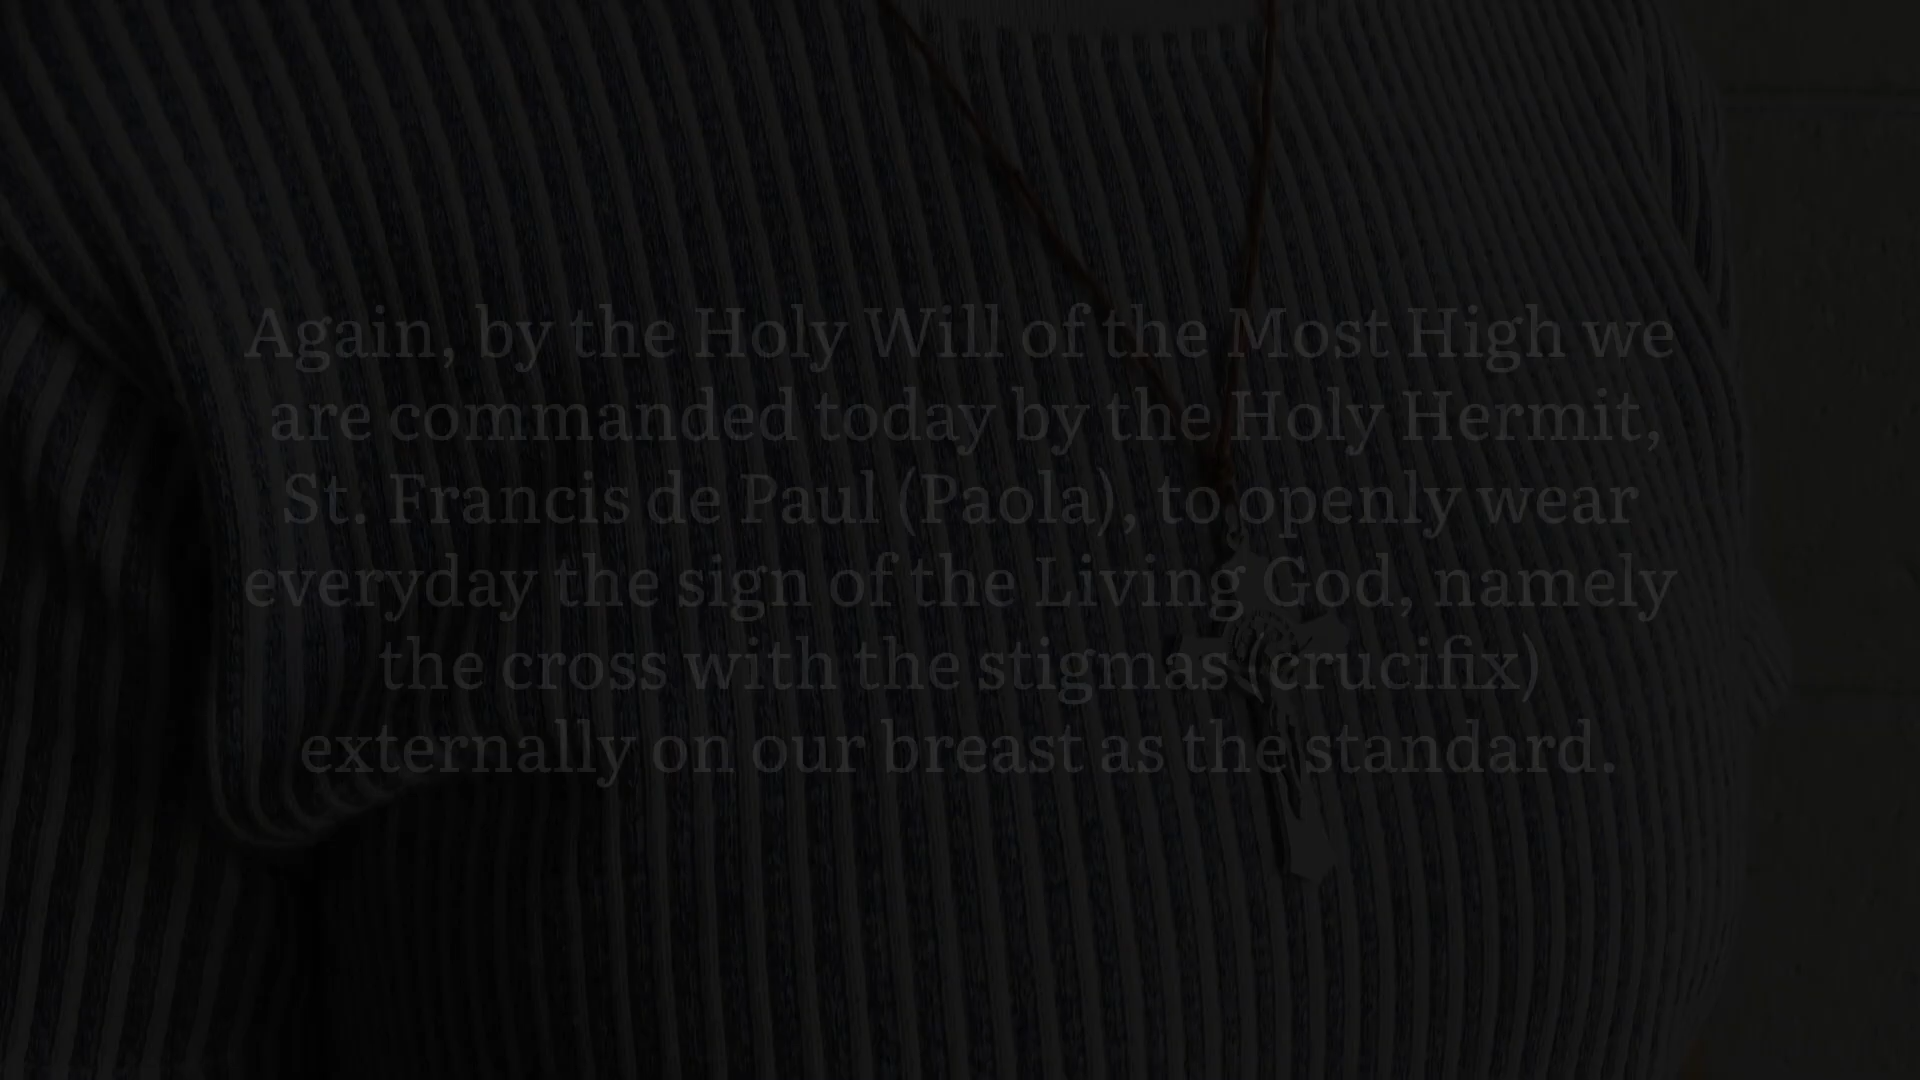 Again, by the Holy Will of the Most High we
are commanded today by the Holy Hermit,
St. Francis de Paul (Paola), to openly wear
everyday the sign of the Living God, namely
the cross with the stigmas (crucifix)
externally on our breast as the standard.